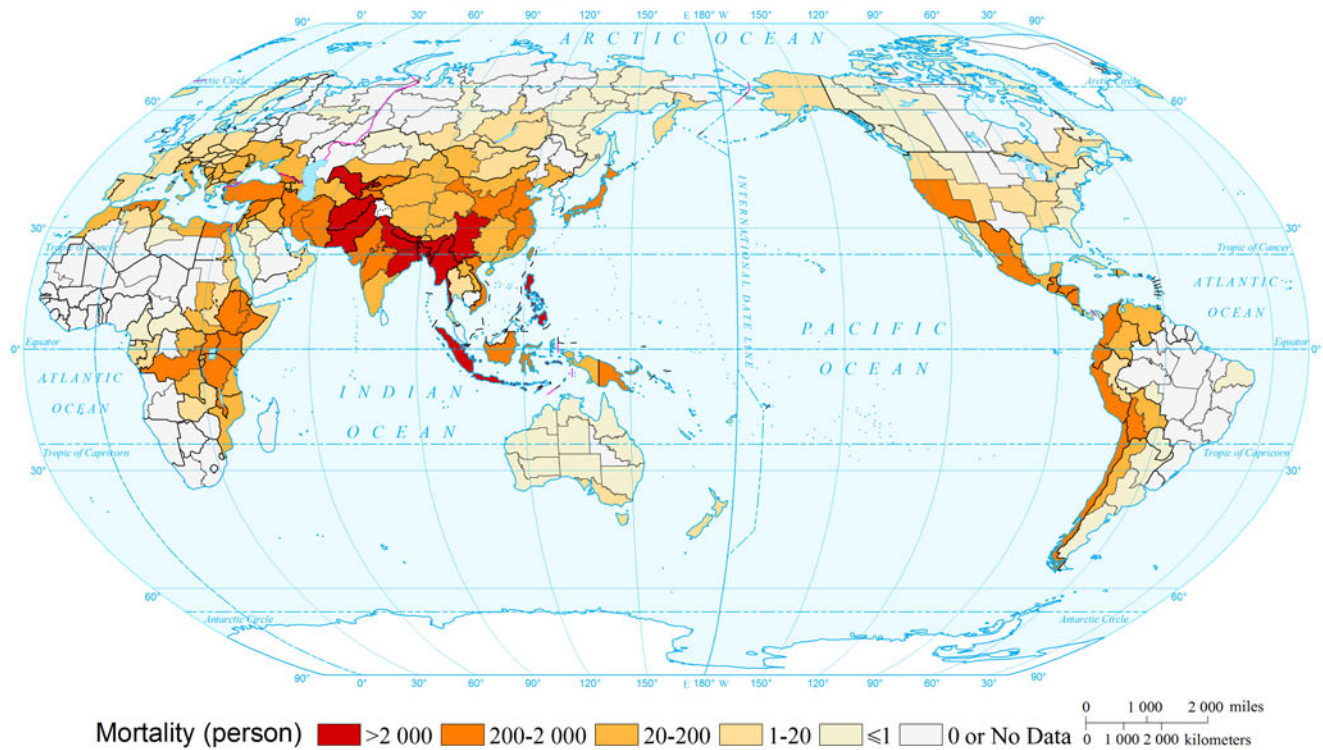 90° 0° 30° 60° 90° 120° 150° E 180° W 150° 120° 90° 60° 30° 90°
ARCTIC OCEAN
Arctic Circle Arctic Circle
60° 60°
INTERNATIONAL DATE LINE
30° 30°
Tropic of Cancer Tropic of Cancer
ATLANTIC
OCEAN
PACIFIC
OCEAN
0° Equator Equator 0°
ATLANTIC
OCEAN
INDIAN
OCEAN
Tropic of Capricorn Tropic of Capricorn
30° 30°
60° 60°
Antarctic Circle Antarctic Circle
90° 0° 30° 60° 90° 120° 150° E 180° W 150° 120° 90° 60° 30° 90°
0 1 000 2 000 miles
0 1 000 2 000 kilometers
Mortality (person) >2 000 200-2 000 20-200 1-20 ≤1 0 or No Data